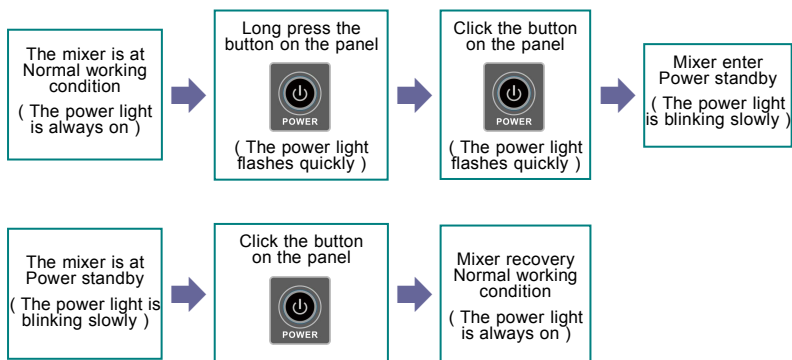 The mixer is at
Normal working
condition
( The power light
is always on )
Long press the
button on the panel
POWER
( The power light
flashes quickly )
Click the button
on the panel
POWER
( The power light
flashes quickly )
Mixer enter
Power standby
( The power light
is blinking slowly )
The mixer is at
Power standby
( The power light is
blinking slowly )
Click the button
on the panel
POWER
Mixer recovery
Normal working
condition
( The power light
is always on )